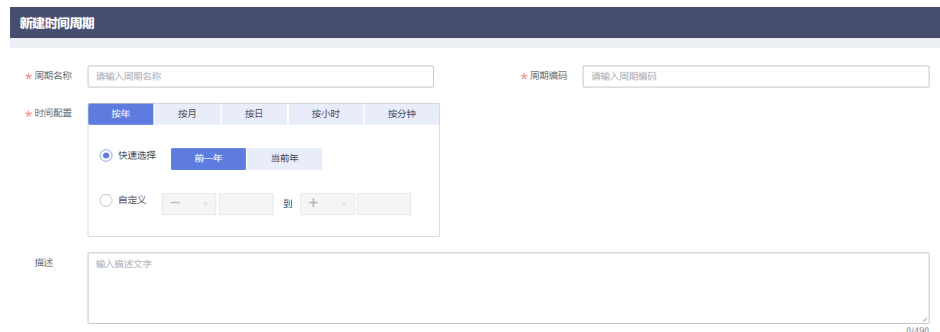 新建时间周期
* 周期名称 请输入周期名称 * 周期编码 请输入周期编码
* 时间配置 按年 按月 按日 按小时 按分钟
快速选择 前一年 当前年
自定义 − 到 +
描述 输入描述文字
0/490